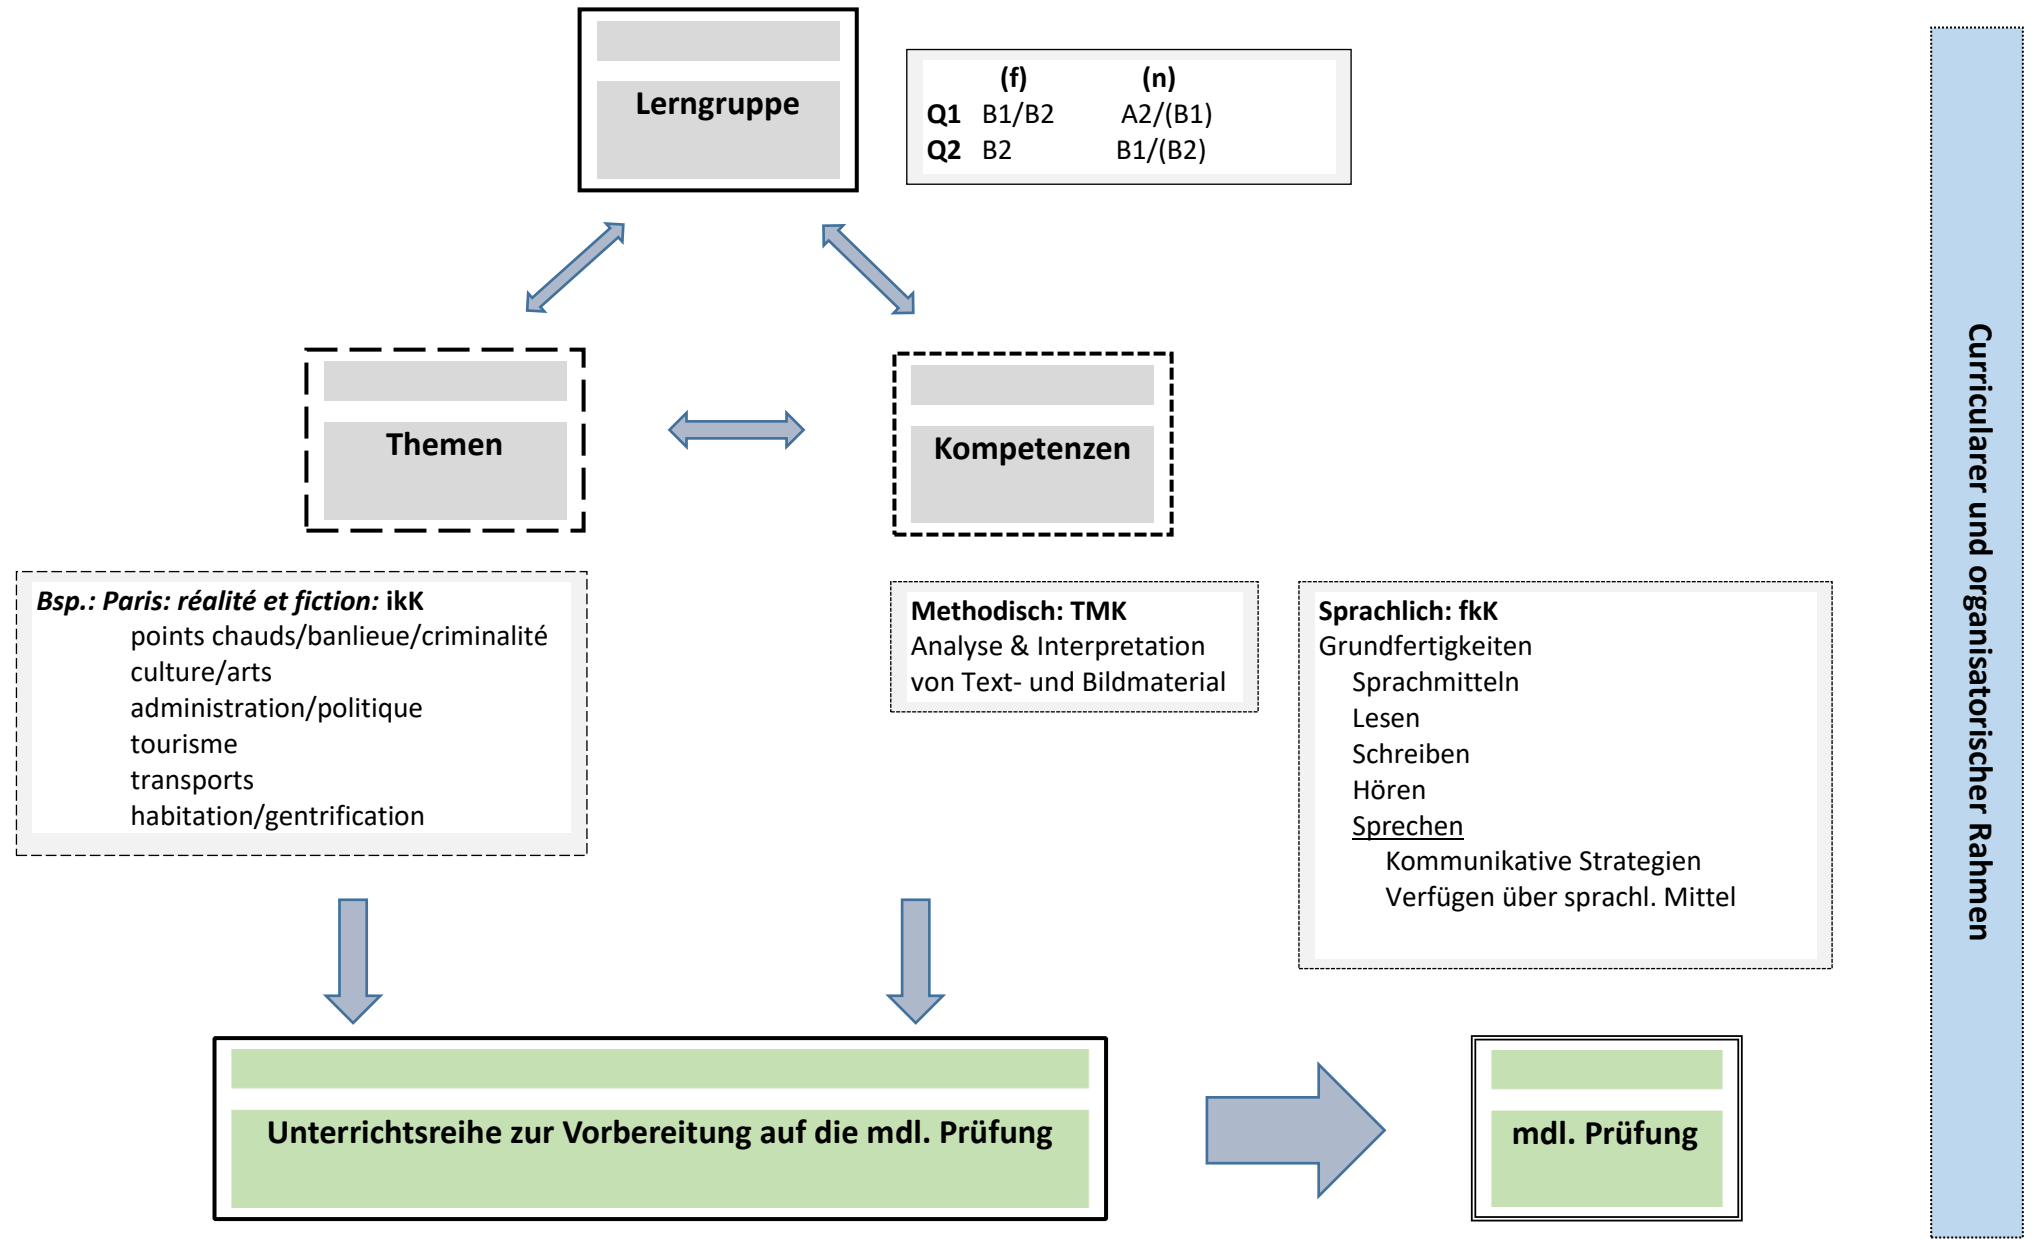 Lerngruppe
(f) (n)
Q1 B1/B2 A2/(B1)
Q2 B2 B1/(B2)
Themen
Kompetenzen
Bsp.: Paris: réalité et fiction: ikK
points chauds/banlieue/criminalité
culture/arts
administration/politique
tourisme
transports
habitation/gentrification
Methodisch: TMK
Analyse & Interpretation
von Text- und Bildmaterial
Sprachlich: fkK
Grundfertigkeiten
Sprachmitteln
Lesen
Schreiben
Hören
Sprechen
Kommunikative Strategien
Verfügen über sprachl. Mittel
Unterrichtsreihe zur Vorbereitung auf die mdl. Prüfung
mdl. Prüfung
Curricularer und organisatorischer Rahmen